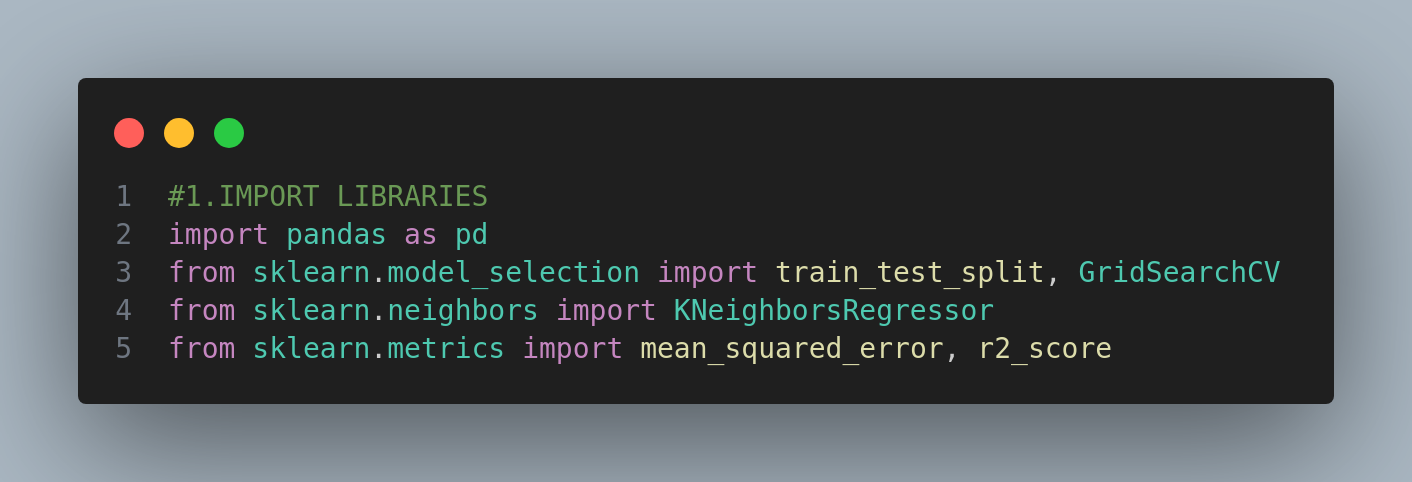 1 #1.IMPORT LIBRARIES
2 import pandas as pd
3 from sklearn.model_selection import train_test_split, GridSearchCV
4 from sklearn.neighbors import KNeighborsRegressor
5 from sklearn.metrics import mean_squared_error, r2_score